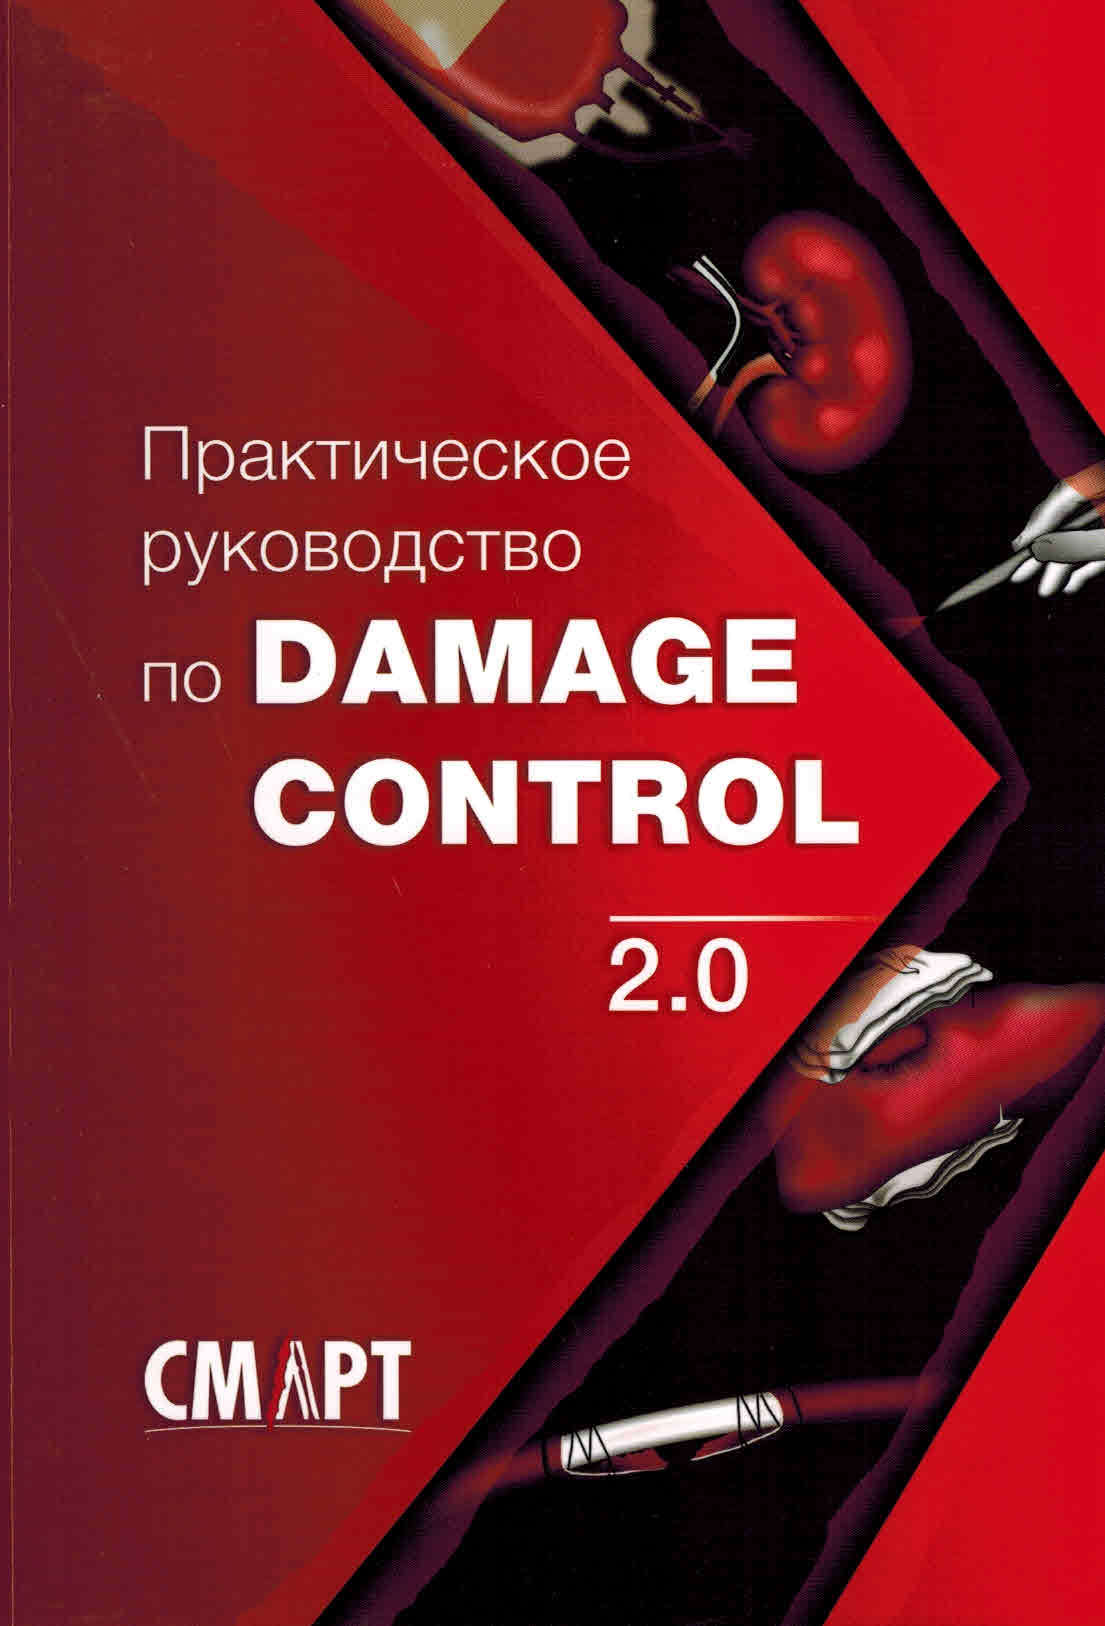 Практическое
руководство
по DAMAGE
CONTROL
2.0
СМАРТ